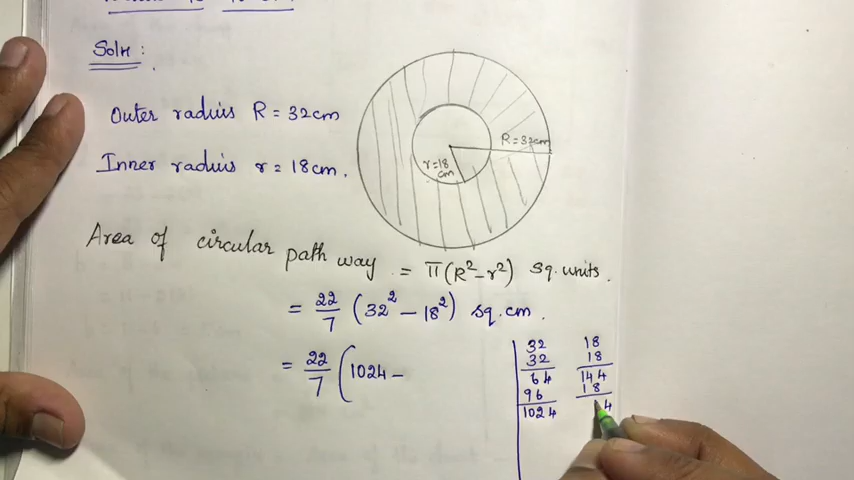 Soln :
Outer radius R = 32cm
Inner radius r = 18cm.
R = 32cm
r = 18
cm
Area of circular path way . = π(R²-r²) sq.units.
= 22/7 (32² - 18²) sq.cm.
= 22/7 (1024 -
32 18
32 18
64 144
96 18
1024 4